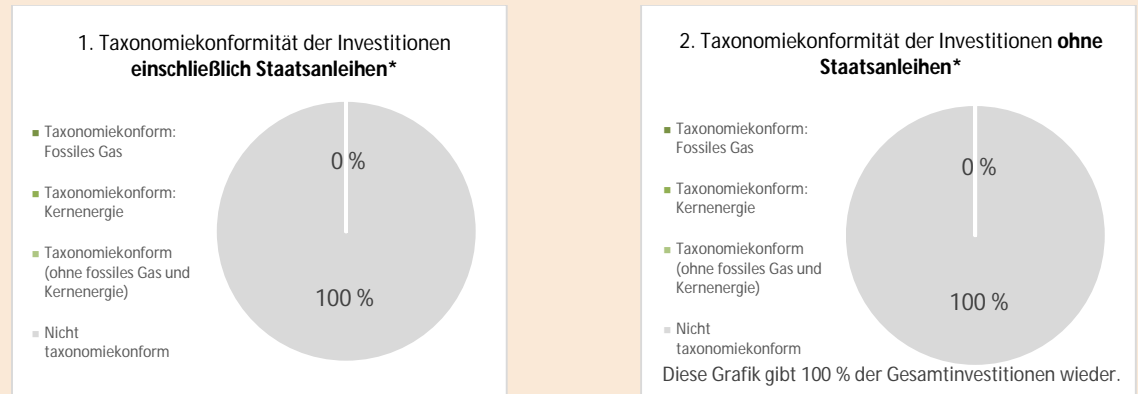 1. Taxonomiekonformität der Investitionen
einschließlich Staatsanleihen*
Taxonomiekonform:
Fossiles Gas
Taxonomiekonform:
Kernenergie
Taxonomiekonform
(ohne fossiles Gas und
Kernenergie)
Nicht
taxonomiekonform
0 %
100 %
2. Taxonomiekonformität der Investitionen ohne
Staatsanleihen*
Taxonomiekonform:
Fossiles Gas
Taxonomiekonform:
Kernenergie
Taxonomiekonform
(ohne fossiles Gas und
Kernenergie)
Nicht
taxonomiekonform
0 %
100 %
Diese Grafik gibt 100 % der Gesamtinvestitionen wieder.